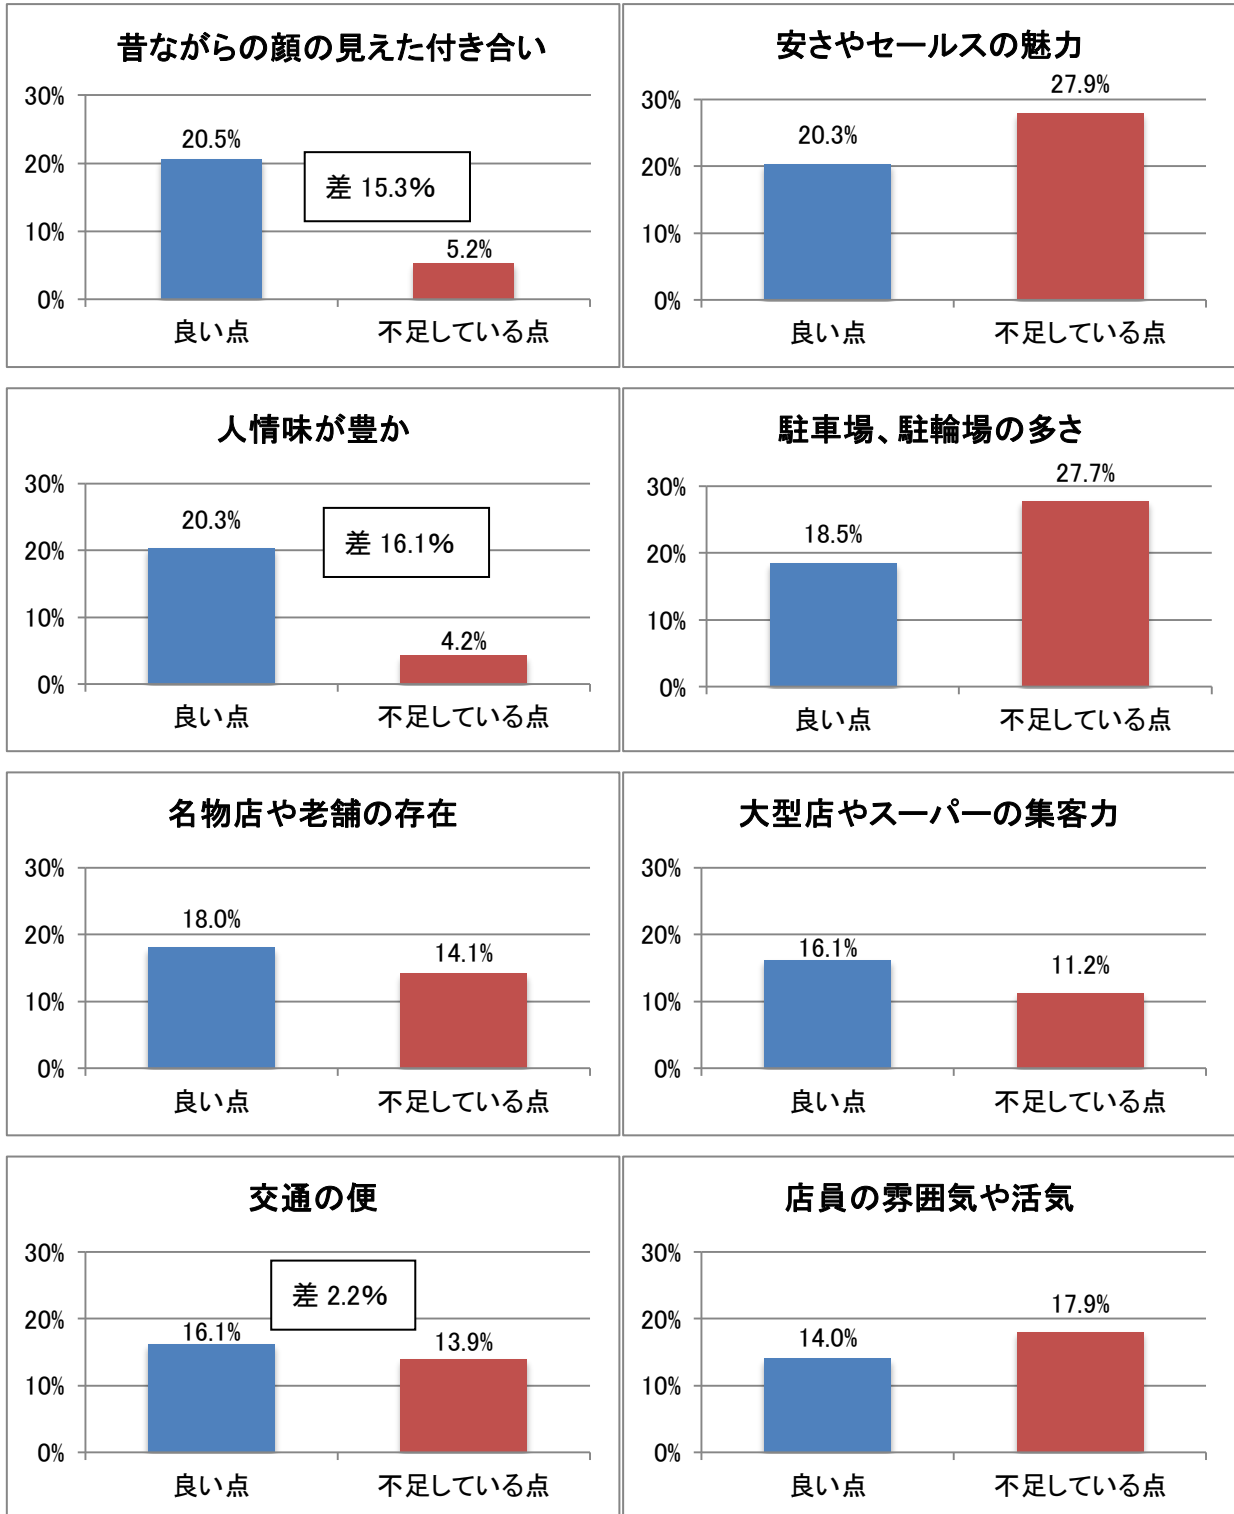 昔ながらの顔の見えた付き合い
30%
20%
10%
0%
20.5%
差 15.3%
5.2%
良い点
不足している点
安さやセールスの魅力
30%
20%
10%
0%
20.3%
27.9%
良い点
不足している点
人情味が豊か
30%
20%
10%
0%
20.3%
差 16.1%
4.2%
良い点
不足している点
駐車場、駐輪場の多さ
30%
20%
10%
0%
18.5%
27.7%
良い点
不足している点
名物店や老舗の存在
30%
20%
10%
0%
18.0%
14.1%
良い点
不足している点
大型店やスーパーの集客力
30%
20%
10%
0%
16.1%
11.2%
良い点
不足している点
交通の便
30%
20%
10%
0%
差 2.2%
16.1%
13.9%
良い点
不足している点
店員の雰囲気や活気
30%
20%
10%
0%
14.0%
17.9%
良い点
不足している点